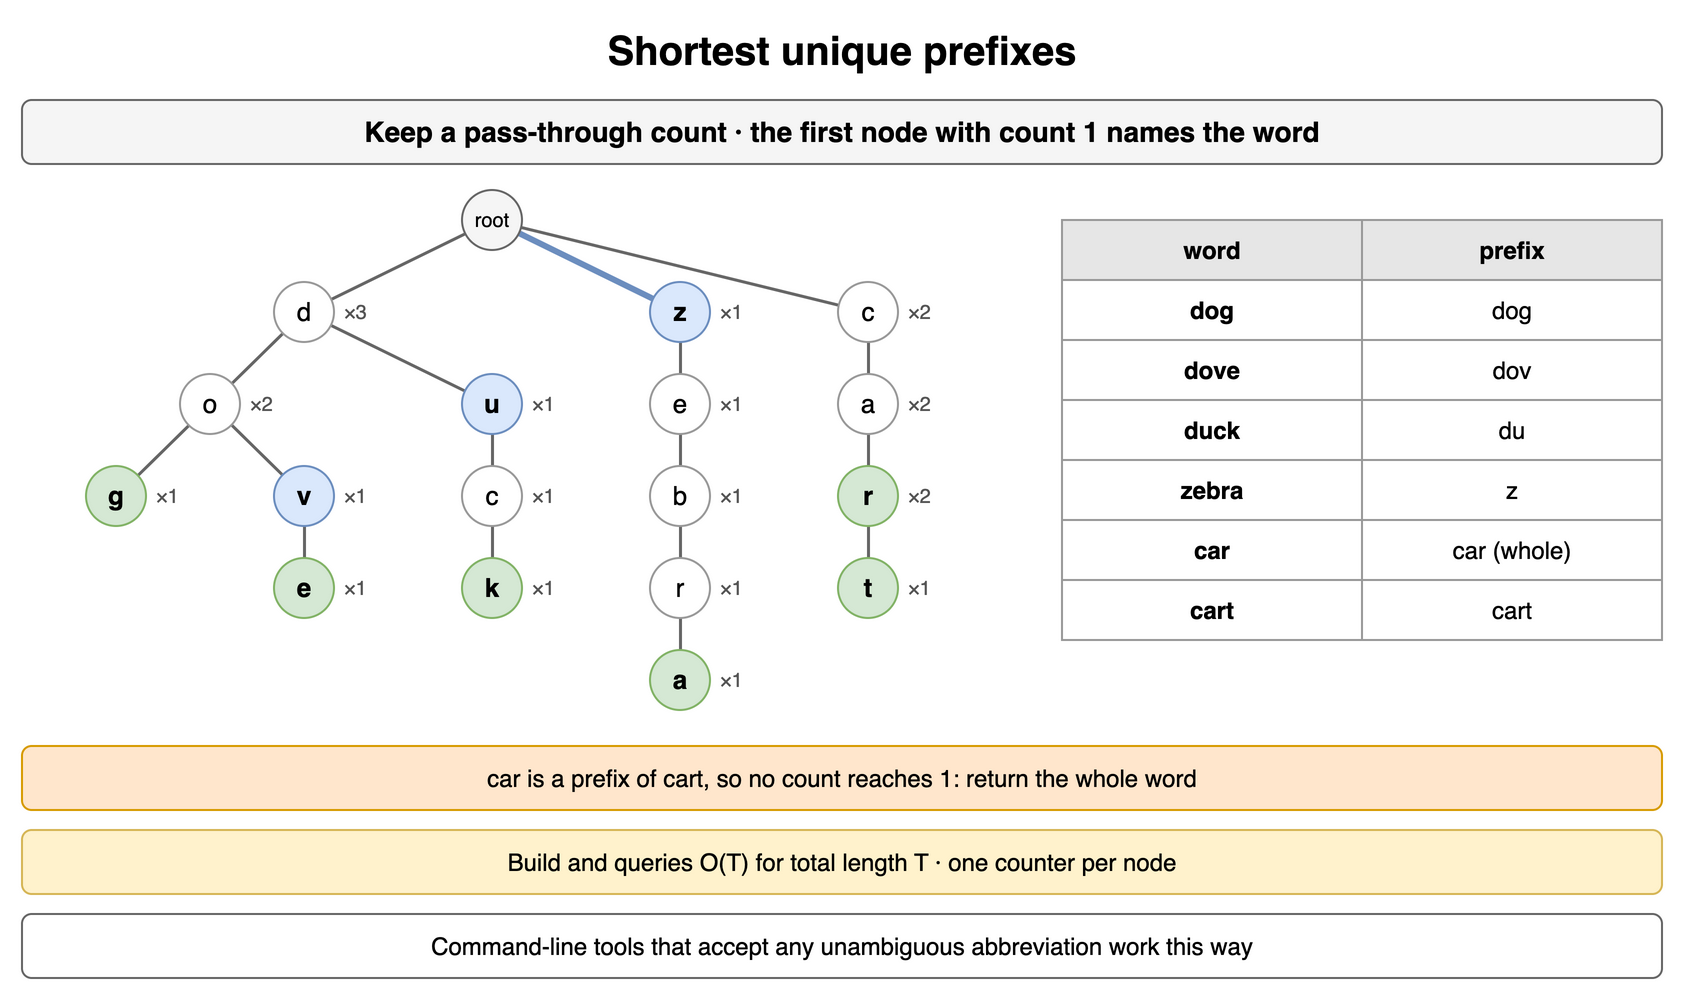 Shortest unique prefixes
Keep a pass-through count · the first node with count 1 names the word
root
d ×3
z ×1
c ×2
o ×2
u ×1
e ×1
a ×2
g ×1
v ×1
c ×1
b ×1
r ×2
e ×1
k ×1
r ×1
t ×1
a ×1
word prefix
dog dog
dove dov
duck du
zebra z
car car (whole)
cart cart
car is a prefix of cart, so no count reaches 1: return the whole word
Build and queries O(T) for total length T · one counter per node
Command-line tools that accept any unambiguous abbreviation work this way